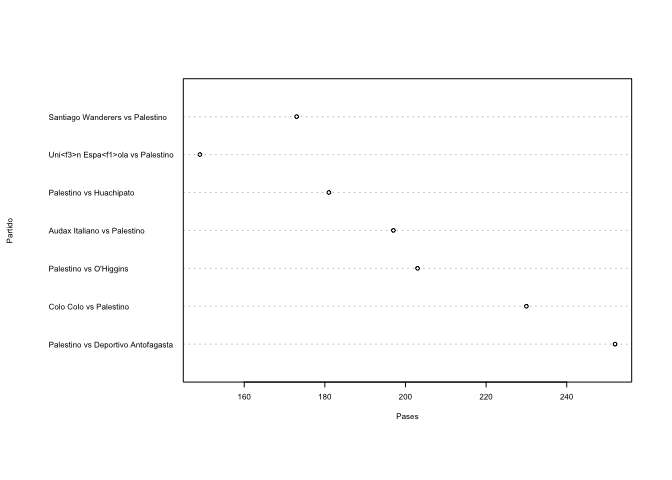 Santiago Wanderers vs Palestino
Uni<f3>n Espa<f1>ola vs Palestino
Palestino vs Huachipato
Audax Italiano vs Palestino
Palestino vs O'Higgins
Colo Colo vs Palestino
Palestino vs Deportivo Antofagasta
Partido
160 180 200 220 240
Pases